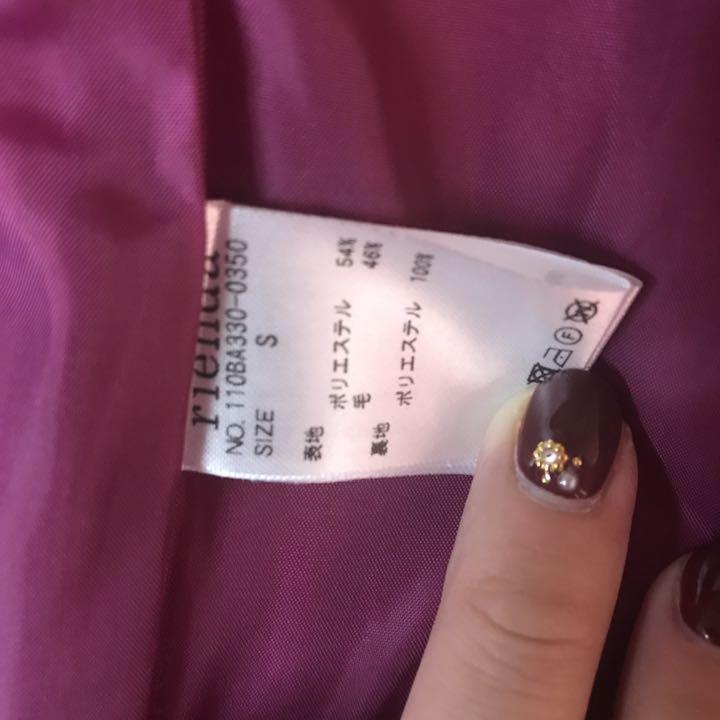 rienda
NO. 110BA330-0350
SIZE S
表地 ポリエステル 54%
毛 46%
裏地 ポリエステル 100%
F